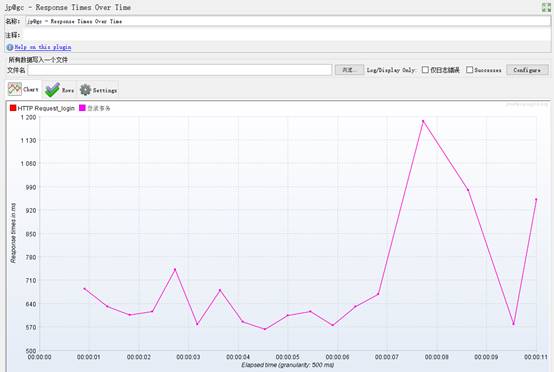 jp@gc - Response Times Over Time
名称： jp@gc - Response Times Over Time
注释：
Help on this plugin
所有数据写入一个文件
文件名 浏览... Log/Display Only: 仅日志错误 Successes Configure
Chart Rows Settings
HTTP Request_login 登录事务
1 200
1 130
1 060
990
920
850
780
710
640
570
500
Response times in ms
00:00:00 00:00:01 00:00:02 00:00:03 00:00:04 00:00:05 00:00:06 00:00:07 00:00:08 00:00:09 00:00:11
Elapsed time (granularity: 500 ms)